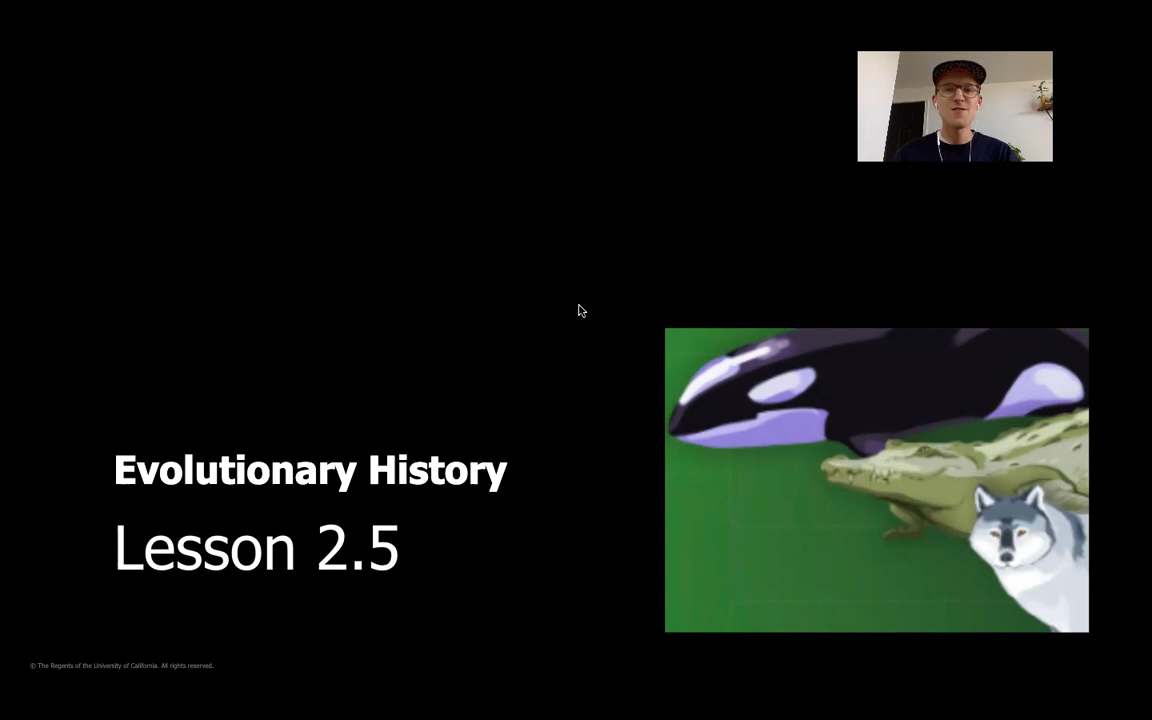 Evolutionary History
Lesson 2.5
© The Regents of the University of California. All rights reserved.